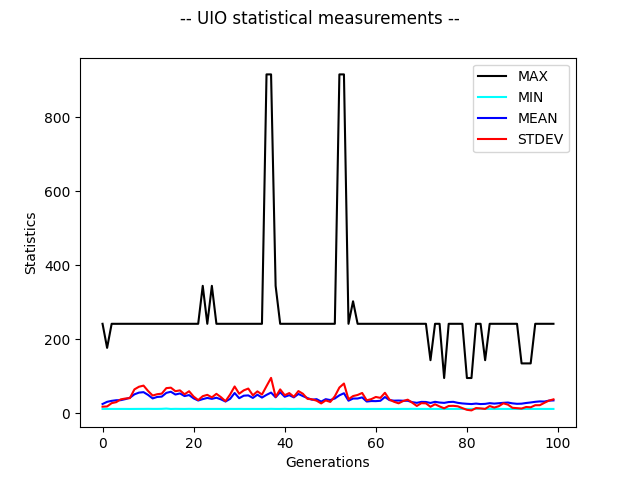 -- UIO statistical measurements --
MAX
MIN
MEAN
STDEV
800
600
400
200
0
Statistics
0 20 40 60 80 100
Generations